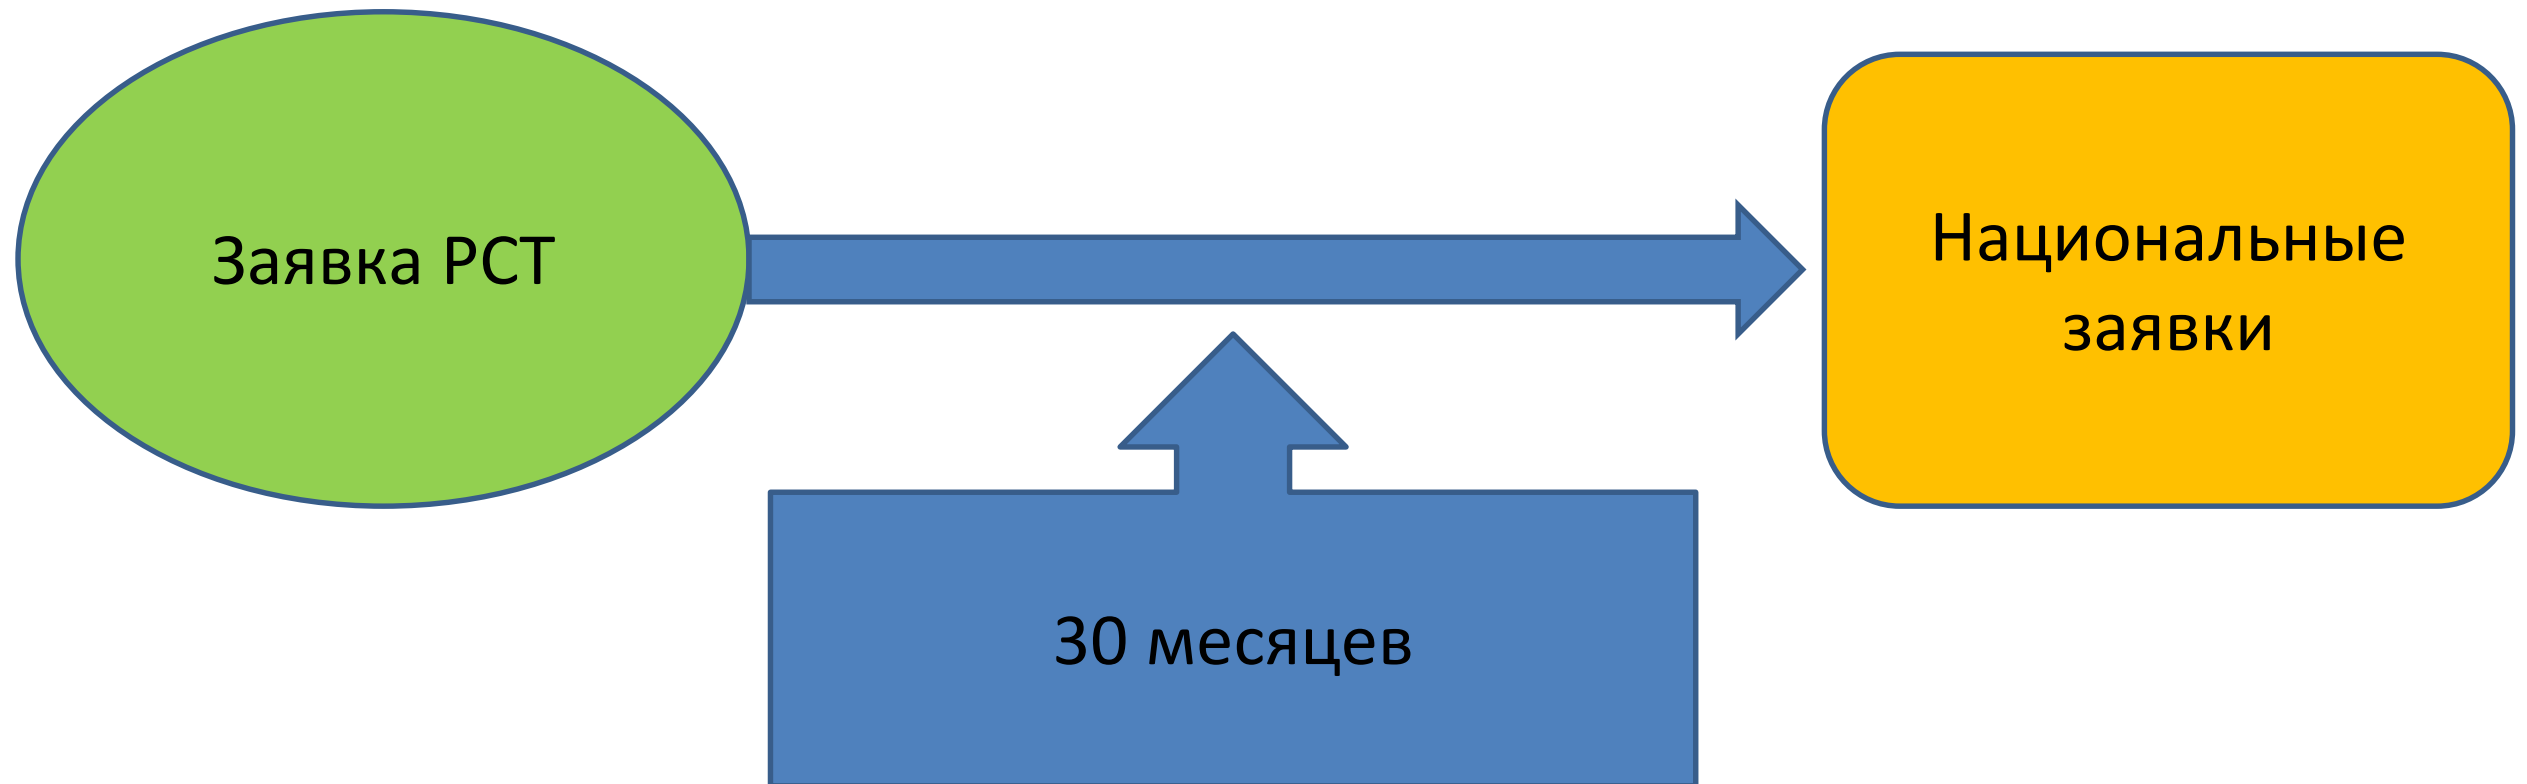 Заявка PCT
Национальные
заявки
30 месяцев